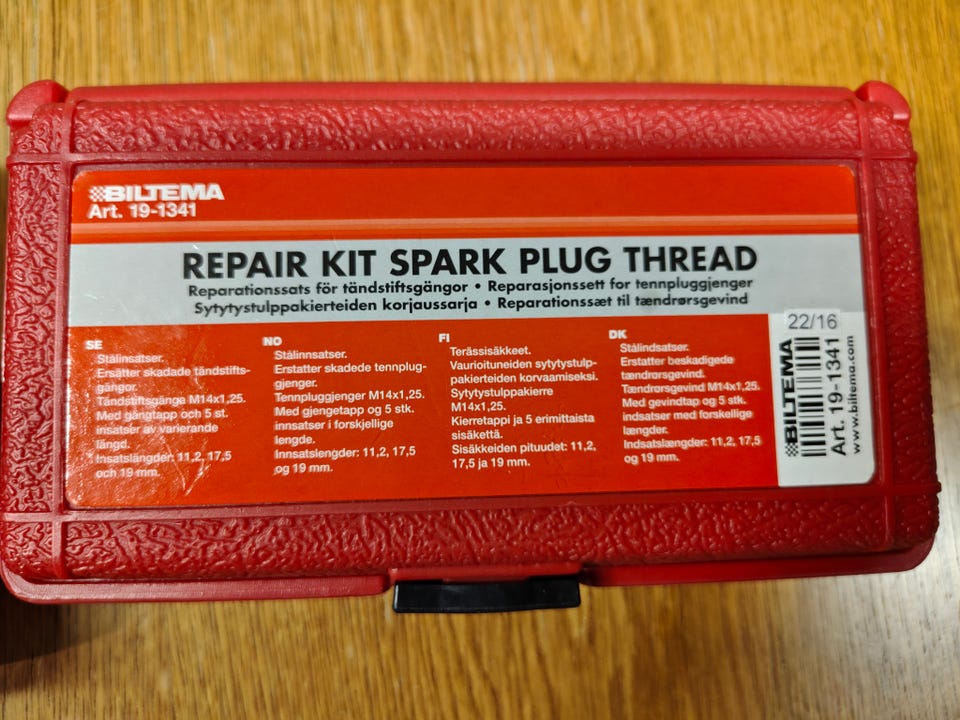 BILTEMA
Art. 19-1341
REPAIR KIT SPARK PLUG THREAD
Reparationssats för tändstiftsgängor • Reparasjonssett for tennpluggjenger
Sytytystulppakierteiden korjaussarja • Reparationssæt til tændrørsgevind
SE
Stålinsatser.
Ersätter skadade tändstifts-
gängor.
Tändstiftsgänge M14x1,25.
Med gängtapp och 5 st.
insatser av varierande
längd.
Insatslängder: 11,2, 17,5
och 19 mm.
NO
Stålinnsatser.
Erstatter skadede tennplug-
gjenger.
Tennpluggjenger M14x1,25.
Med gjengetapp og 5 stk.
innsatser i forskjellige
lengde.
Innsatslengder: 11,2, 17,5
og 19 mm.
FI
Terässisäkkeet.
Vaurioituneiden sytytystulp-
pakierteiden korvaamiseksi.
Sytytystulppakierre
M14x1,25.
Kierretappi ja 5 erimittaista
sisäkettä.
Sisäkkeiden pituudet: 11,2,
17,5 ja 19 mm.
DK
Stålindsatser.
Erstatter beskadigede
tændrørsgevind.
Tændrørsgevind M14x1,25.
Med gevindtap og 5 stk.
indsatser med forskellige
længder.
Indsatslængder: 11,2, 17,5
og 19 mm.
22/16
BILTEMA
Art. 19-1341
www.biltema.com